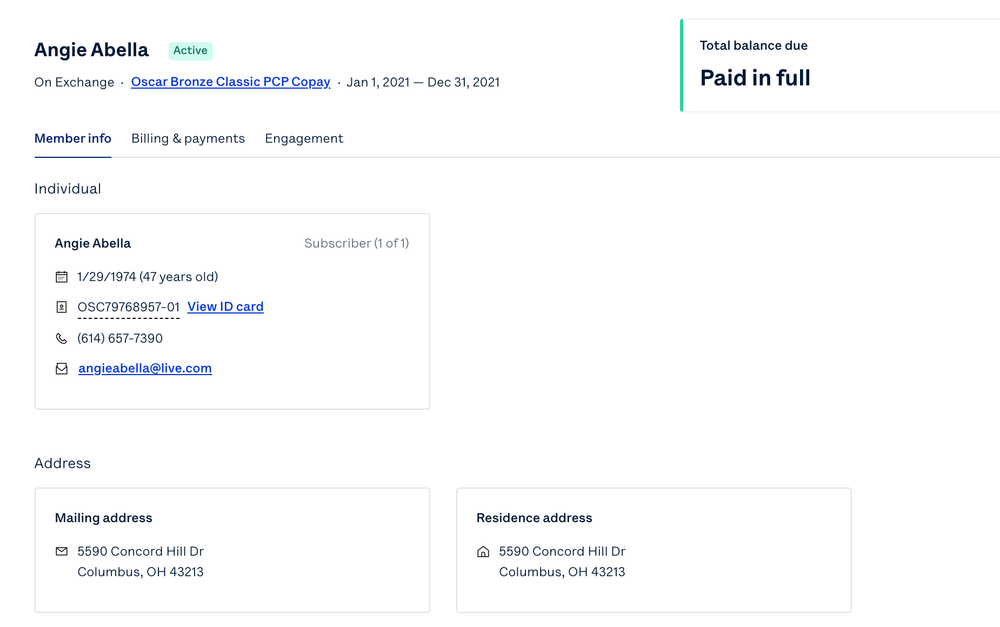 Angie Abella Active
On Exchange · Oscar Bronze Classic PCP Copay · Jan 1, 2021 — Dec 31, 2021
Total balance due
Paid in full
Member info Billing & payments Engagement
Individual
Angie Abella Subscriber (1 of 1)
1/29/1974 (47 years old)
OSC79768957-01 View ID card
(614) 657-7390
angieabella@live.com
Address
Mailing address
5590 Concord Hill Dr
Columbus, OH 43213
Residence address
5590 Concord Hill Dr
Columbus, OH 43213